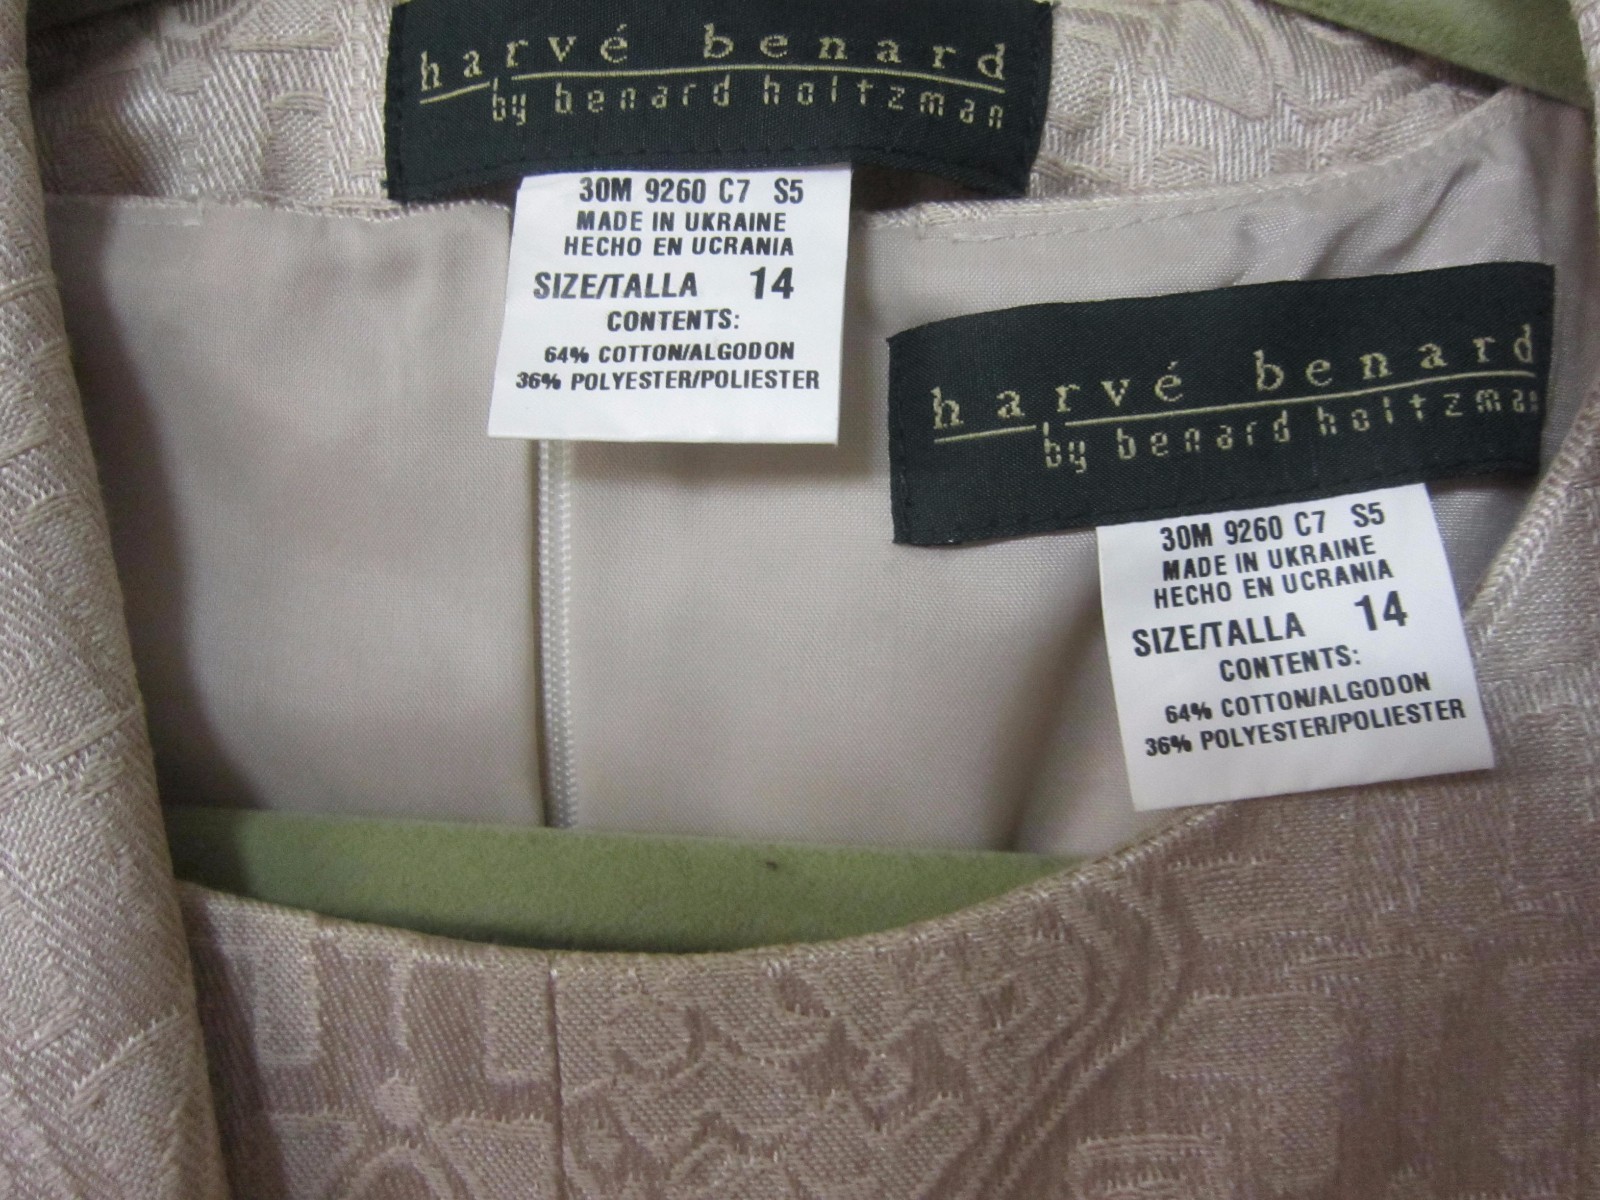 harvé benard
by benard holtzman
30M 9260 C7 S5
MADE IN UKRAINE
HECHO EN UCRANIA
SIZE/TALLA 14
CONTENTS:
64% COTTON/ALGODON
36% POLYESTER/POLIESTER
harvé benard
by benard holtzman
30M 9260 C7 S5
MADE IN UKRAINE
HECHO EN UCRANIA
SIZE/TALLA 14
CONTENTS:
64% COTTON/ALGODON
36% POLYESTER/POLIESTER